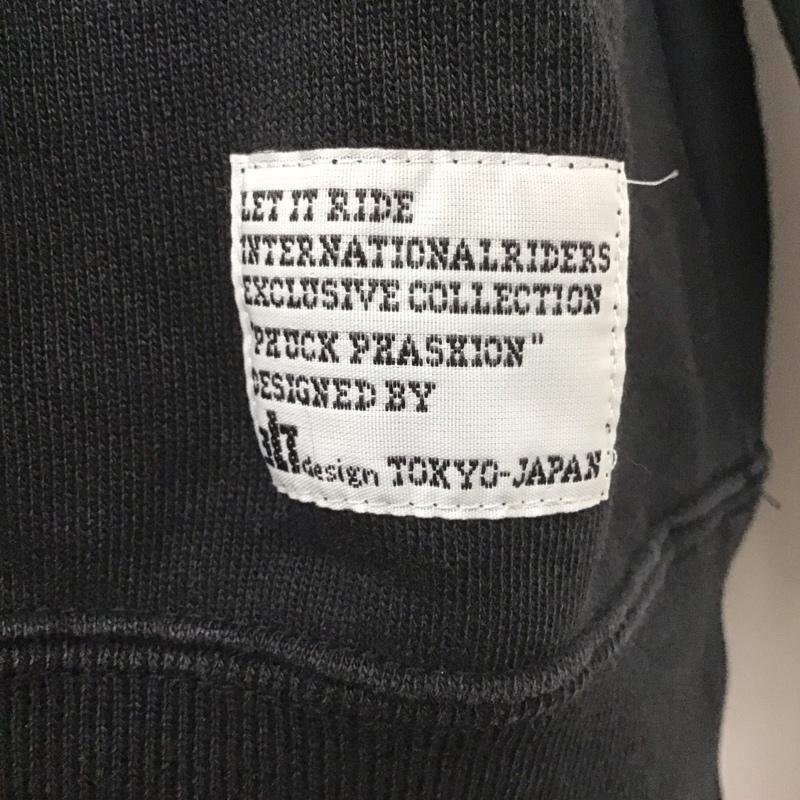 LET IT RIDE
INTERNATIONALRIDERS
EXCLUSIVE COLLECTION
"PHUCK PHASHION"
DESIGNED BY
design TOKYO-JAPAN